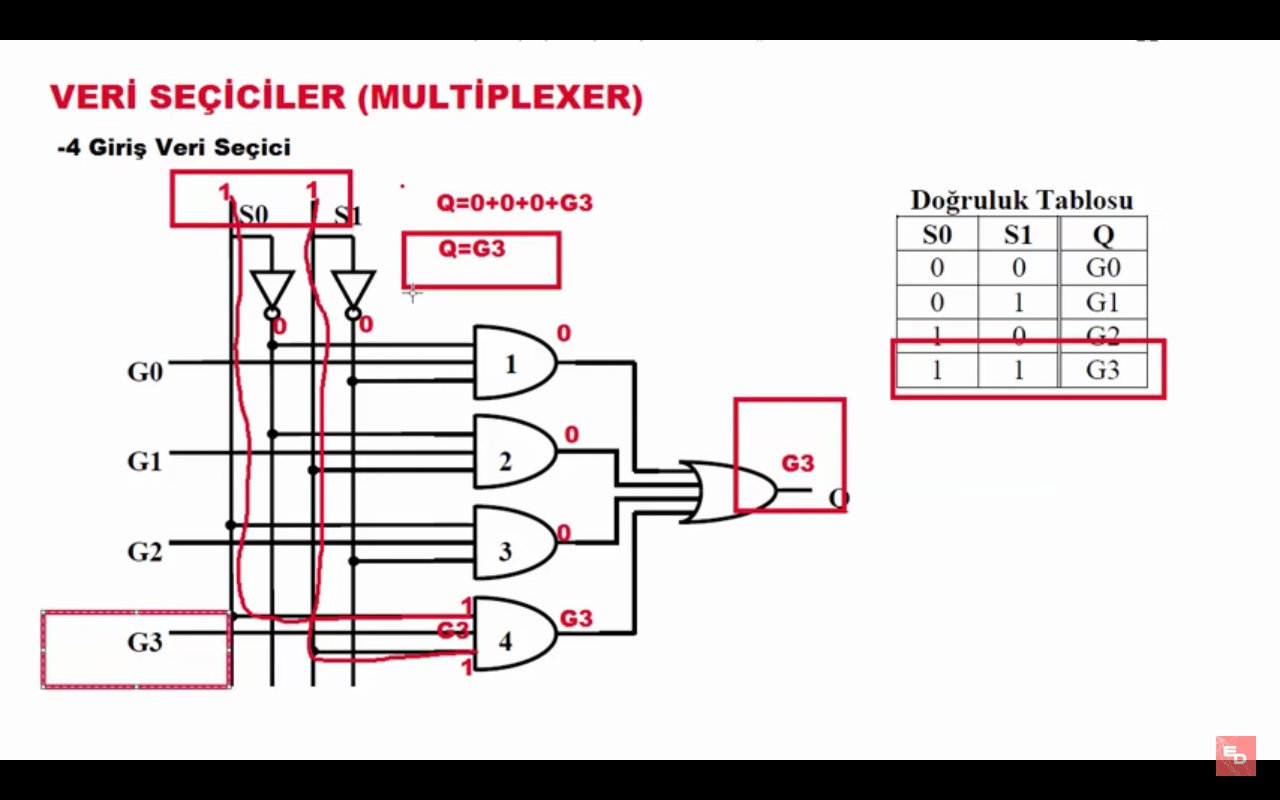 VERİ SEÇİCİLER (MULTİPLEXER)
-4 Giriş Veri Seçici
1 1
S0 S1
Q=0+0+0+G3
Q=G3
0 0
G0 1 0
G1 2 0
G2 3 0
1
G3 G3 4 G3
1
G3
Q
Doğruluk Tablosu
S0 S1 Q
0 0 G0
0 1 G1
1 0 G2
1 1 G3
ED